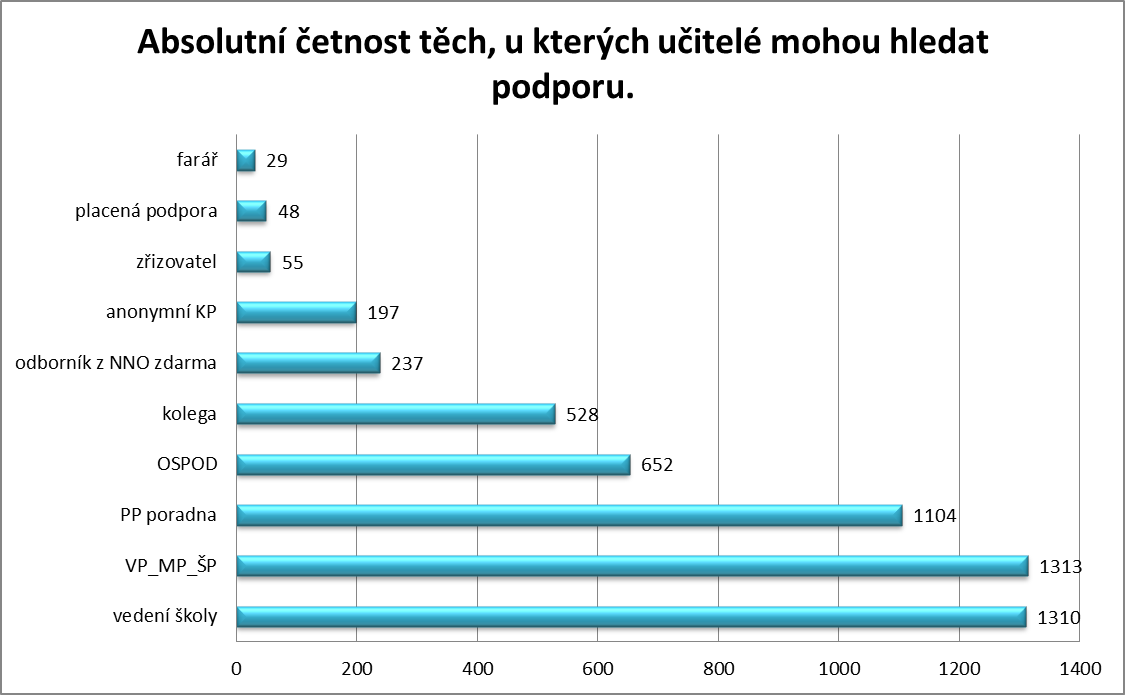 Absolutní četnost těch, u kterých učitelé mohou hledat
podporu.
farář 29
placená podpora 48
zřizovatel 55
anonymní KP 197
odborník z NNO zdarma 237
kolega 528
OSPOD 652
PP poradna 1104
VP_MP_ŠP 1313
vedení školy 1310
0 200 400 600 800 1000 1200 1400